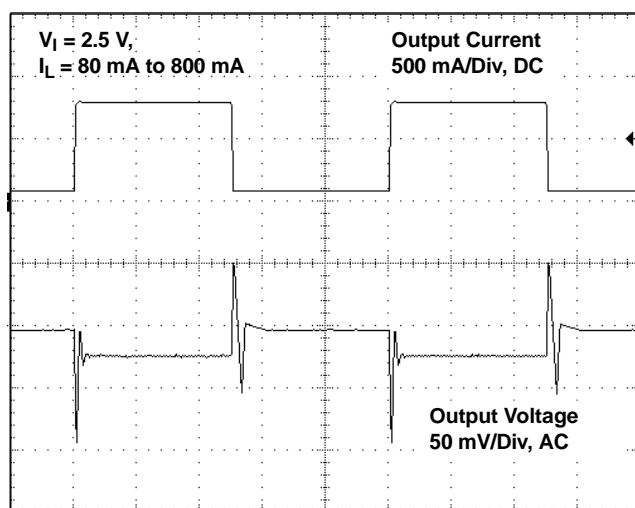 V_I = 2.5 V,
I_L = 80 mA to 800 mA
Output Current
500 mA/Div, DC
Output Voltage
50 mV/Div, AC